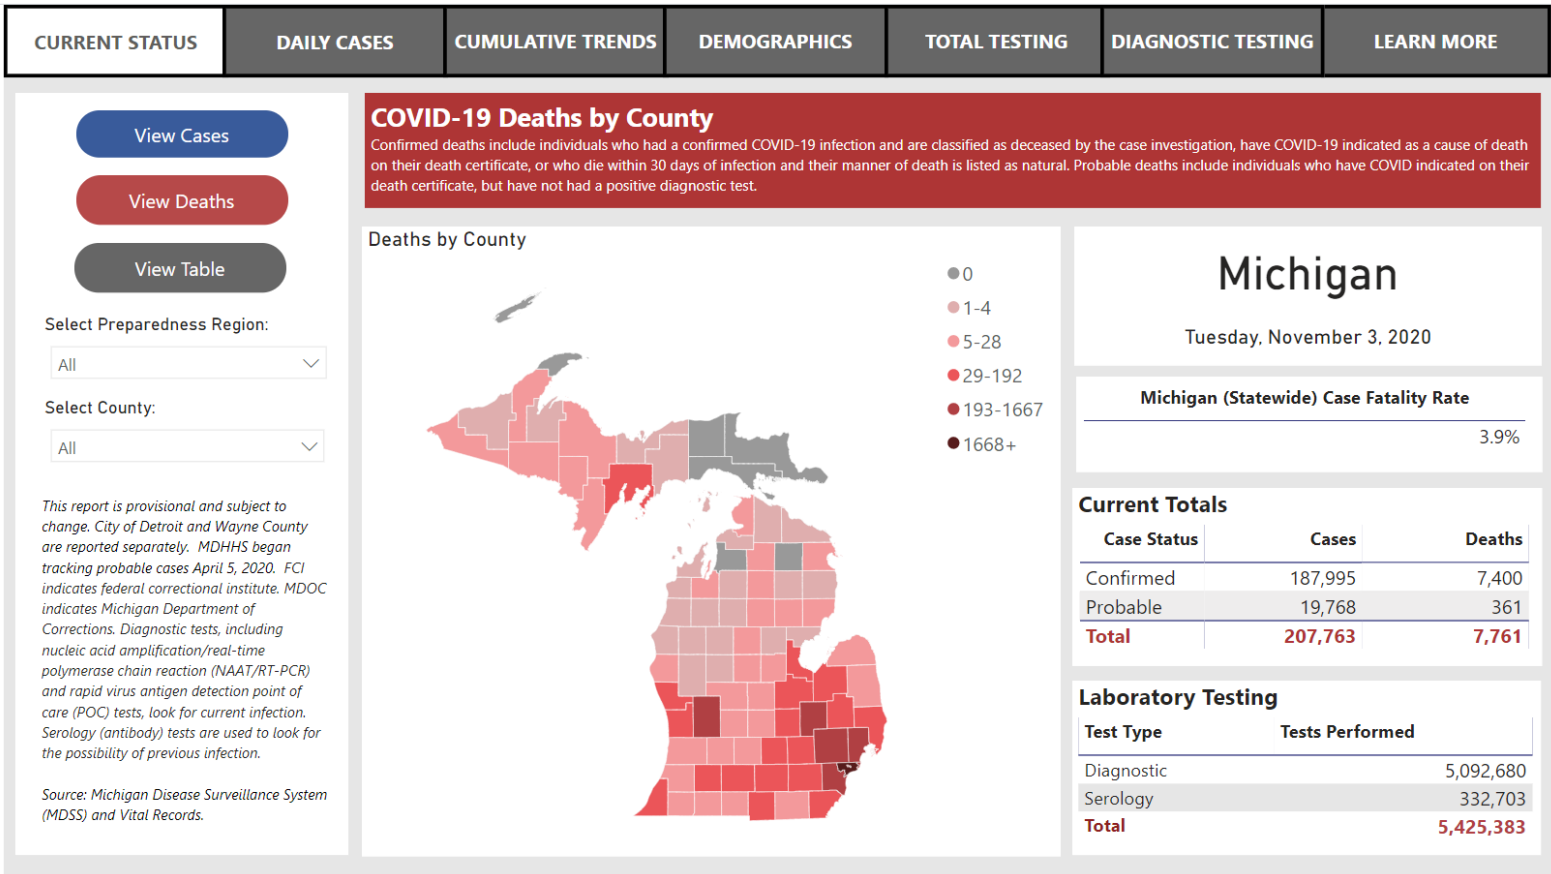 CURRENT STATUS
DAILY CASES
CUMULATIVE TRENDS
DEMOGRAPHICS
TOTAL TESTING
DIAGNOSTIC TESTING
LEARN MORE
View Cases
View Deaths
View Table
Select Preparedness Region:
All
Select County:
All
This report is provisional and subject to
change. City of Detroit and Wayne County
are reported separately. MDHHS began
tracking probable cases April 5, 2020. FCI
indicates federal correctional institute. MDOC
indicates Michigan Department of
Corrections. Diagnostic tests, including
nucleic acid amplification/real-time
polymerase chain reaction (NAAT/RT-PCR)
and rapid virus antigen detection point of
care (POC) tests, look for current infection.
Serology (antibody) tests are used to look for
the possibility of previous infection.
Source: Michigan Disease Surveillance System
(MDSS) and Vital Records.
COVID-19 Deaths by County
Confirmed deaths include individuals who had a confirmed COVID-19 infection and are classified as deceased by the case investigation, have COVID-19 indicated as a cause of death
on their death certificate, or who die within 30 days of infection and their manner of death is listed as natural. Probable deaths include individuals who have COVID indicated on their
death certificate, but have not had a positive diagnostic test.
Deaths by County
0
1-4
5-28
29-192
193-1667
1668+
Michigan
Tuesday, November 3, 2020
Michigan (Statewide) Case Fatality Rate
3.9%
Current Totals
Case Status Cases Deaths
Confirmed 187,995 7,400
Probable 19,768 361
Total 207,763 7,761
Laboratory Testing
Test Type Tests Performed
Diagnostic 5,092,680
Serology 332,703
Total 5,425,383